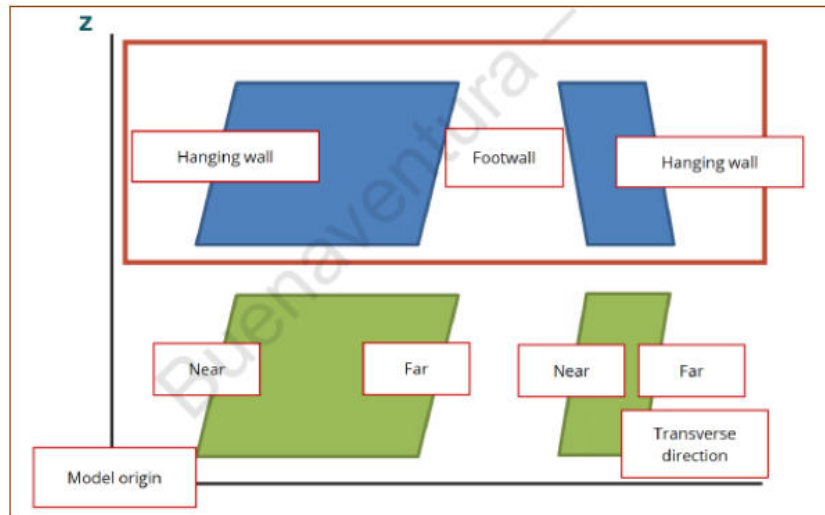 Z
Buenaventura –
Hanging wall
Footwall
Hanging wall
Near
Far
Near
Far
Transverse
direction
Model origin